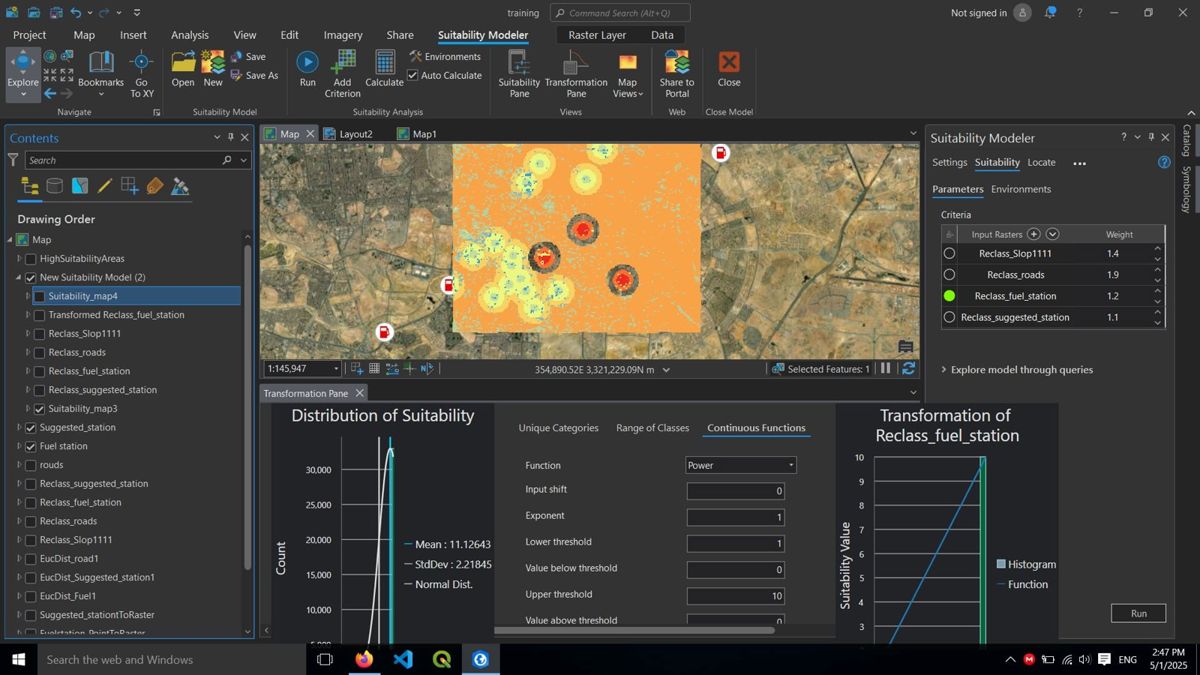 training
Command Search (Alt+Q)
Not signed in
?
Project Map Insert Analysis View Edit Imagery Share Suitability Modeler Raster Layer Data
Explore
Bookmarks
Go
To XY
Navigate
Open
New
Save
Save As
Suitability Model
Run
Add
Criterion
Calculate
Environments
Auto Calculate
Suitability Analysis
Suitability
Pane
Transformation
Pane
Map
Views
Views
Share to
Portal
Web
Close
Close Model
Contents
Search
Drawing Order
Map
HighSuitabilityAreas
New Suitability Model (2)
Suitability_map4
Transformed Reclass_fuel_station
Reclass_Slop1111
Reclass_roads
Reclass_fuel_station
Reclass_suggested_station
Suitability_map3
Suggested_station
Fuel station
rouds
Reclass_suggested_station
Reclass_fuel_station
Reclass_roads
Reclass_Slop1111
EucDist_road1
EucDist_Suggested_station1
EucDist_Fuel1
Suggested_stationtToRaster
Fuelstation_PointToRaster
Map Layout2 Map1
1:145,947
354,890.52E 3,321,229.09N m
Selected Features: 1
Transformation Pane
Distribution of Suitability
30,000
25,000
20,000
15,000
10,000
5,000
Count
Mean : 11.12643
StdDev : 2.21845
Normal Dist.
Unique Categories Range of Classes Continuous Functions
Function Power
Input shift 0
Exponent 1
Lower threshold 1
Value below threshold 0
Upper threshold 10
Value above threshold 0
Transformation of
Reclass_fuel_station
10
9
8
7
6
5
4
3
Suitability Value
Histogram
Function
Suitability Modeler
?
Settings Suitability Locate ...
?
Parameters Environments
Criteria
Input Rasters Weight
Reclass_Slop1111 1.4
Reclass_roads 1.9
Reclass_fuel_station 1.2
Reclass_suggested_station 1.1
Explore model through queries
Run
Catalog
Symbology
Search the web and Windows
ENG
2:47 PM
5/1/2025